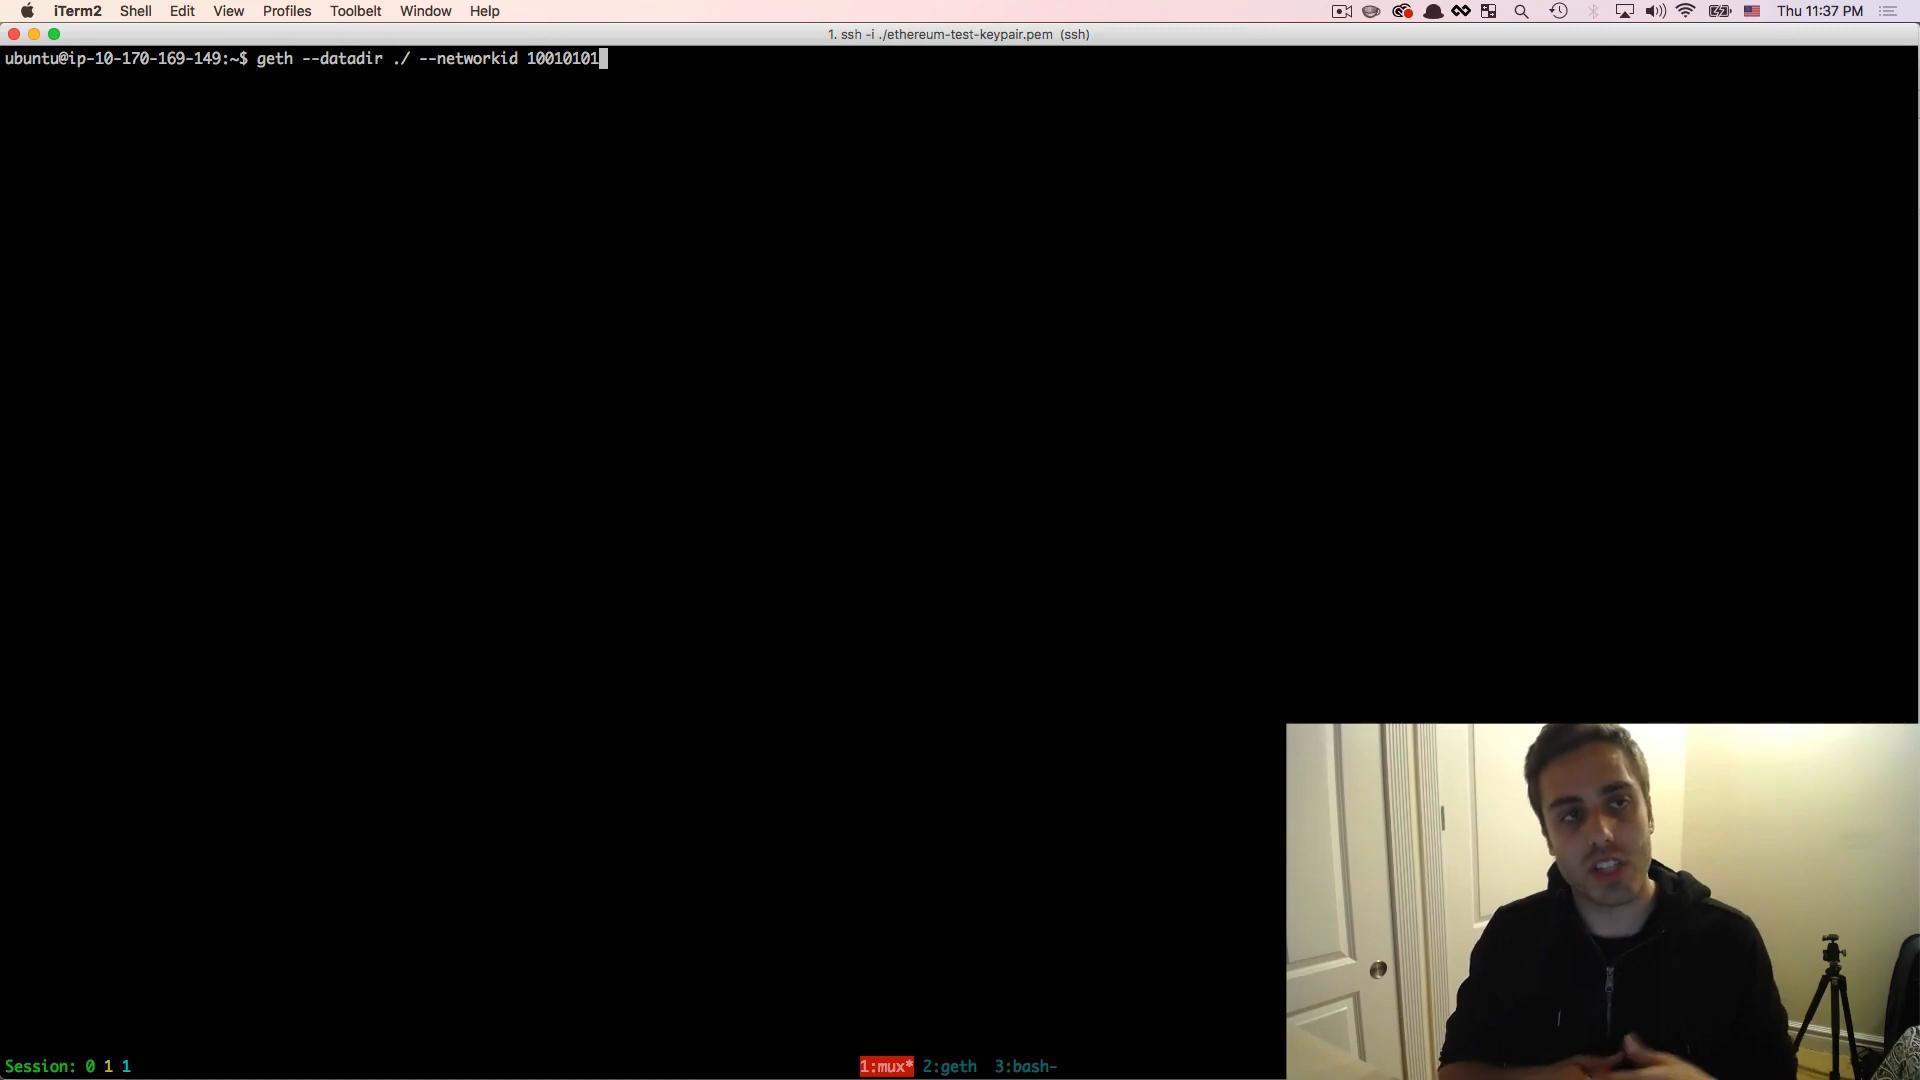 iTerm2 Shell Edit View Profiles Toolbelt Window Help Thu 11:37 PM
1. ssh -i ./ethereum-test-keypair.pem (ssh)
ubuntu@ip-10-170-169-149:~$ geth --datadir ./ --networkid 10010101
Session: 0 1 1 1:mux* 2:geth 3:bash-